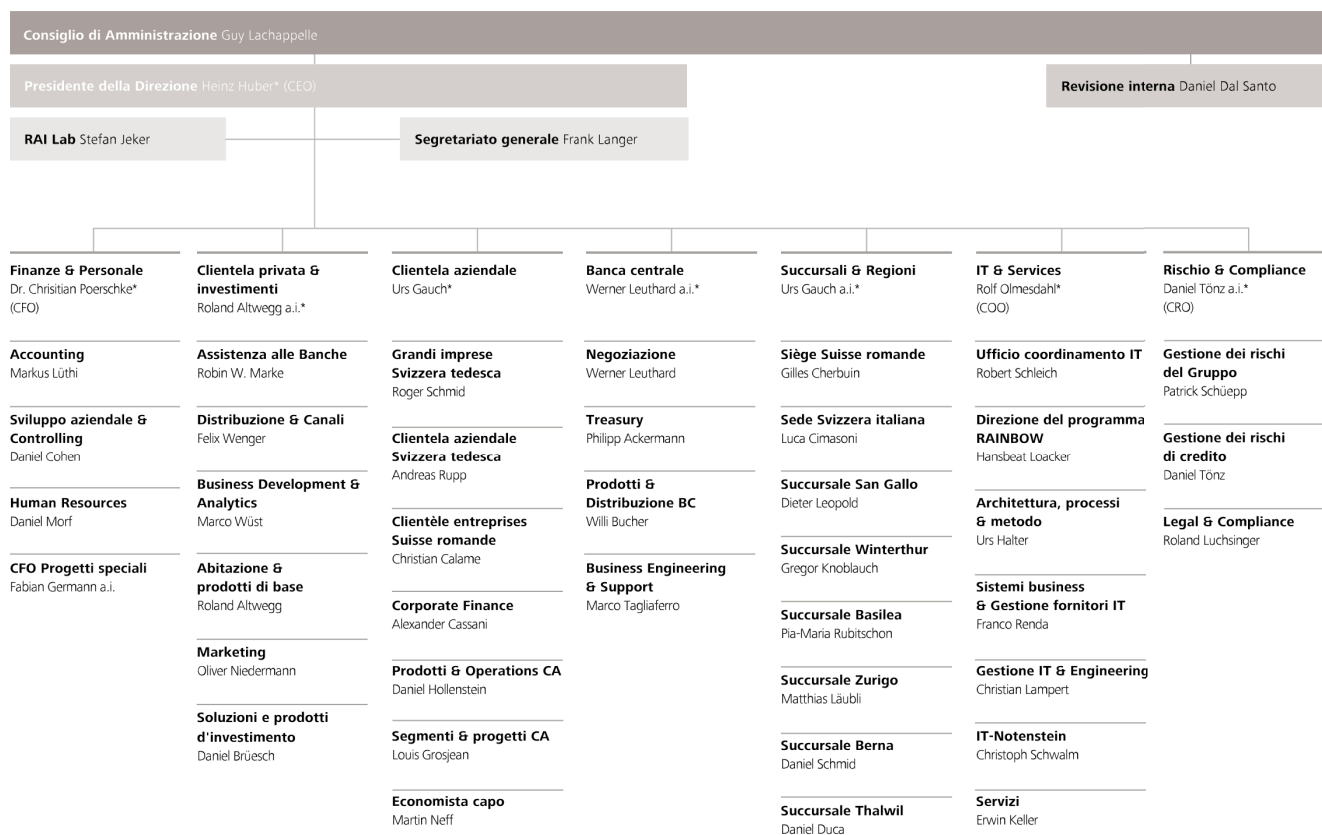 Consiglio di Amministrazione Guy Lachappelle
Presidente della Direzione Heinz Huber* (CEO)
Revisione interna Daniel Dal Santo
RAI Lab Stefan Jeker
Segretariato generale Frank Langer
Finanze & Personale
Dr. Chrisitian Poerschke*
(CFO)
Accounting
Markus Lüthi
Sviluppo aziendale &
Controlling
Daniel Cohen
Human Resources
Daniel Morf
CFO Progetti speciali
Fabian Germann a.i.
Clientela privata &
investimenti
Roland Altwegg a.i.*
Assistenza alle Banche
Robin W. Marke
Distribuzione & Canali
Felix Wenger
Business Development &
Analytics
Marco Wüst
Abitazione &
prodotti di base
Roland Altwegg
Marketing
Oliver Niedermann
Soluzioni e prodotti
d'investimento
Daniel Brüesch
Clientela aziendale
Urs Gauch*
Grandi imprese
Svizzera tedesca
Roger Schmid
Clientela aziendale
Svizzera tedesca
Andreas Rupp
Clientèle entreprises
Suisse romande
Christian Calame
Corporate Finance
Alexander Cassani
Prodotti & Operations CA
Daniel Hollenstein
Segmenti & progetti CA
Louis Grosjean
Economista capo
Martin Neff
Banca centrale
Werner Leuthard a.i.*
Negoziazione
Werner Leuthard
Treasury
Philipp Ackermann
Prodotti &
Distribuzione BC
Willi Bucher
Business Engineering
& Support
Marco Tagliaferro
Succursali & Regioni
Urs Gauch a.i.*
Siège Suisse romande
Gilles Cherbuin
Sede Svizzera italiana
Luca Cimasoni
Succursale San Gallo
Dieter Leopold
Succursale Winterthur
Gregor Knoblauch
Succursale Basilea
Pia-Maria Rubitschon
Succursale Zurigo
Matthias Läubli
Succursale Berna
Daniel Schmid
Succursale Thalwil
Daniel Duca
IT & Services
Rolf Olmesdahl*
(COO)
Ufficio coordinamento IT
Robert Schleich
Direzione del programma
RAINBOW
Hansbeat Loacker
Architettura, processi
& metodo
Urs Halter
Sistemi business
& Gestione fornitori IT
Franco Renda
Gestione IT & Engineering
Christian Lampert
IT-Notenstein
Christoph Schwalm
Servizi
Erwin Keller
Rischio & Compliance
Daniel Tönz a.i.*
(CRO)
Gestione dei rischi
del Gruppo
Patrick Schüepp
Gestione dei rischi
di credito
Daniel Tönz
Legal & Compliance
Roland Luchsinger